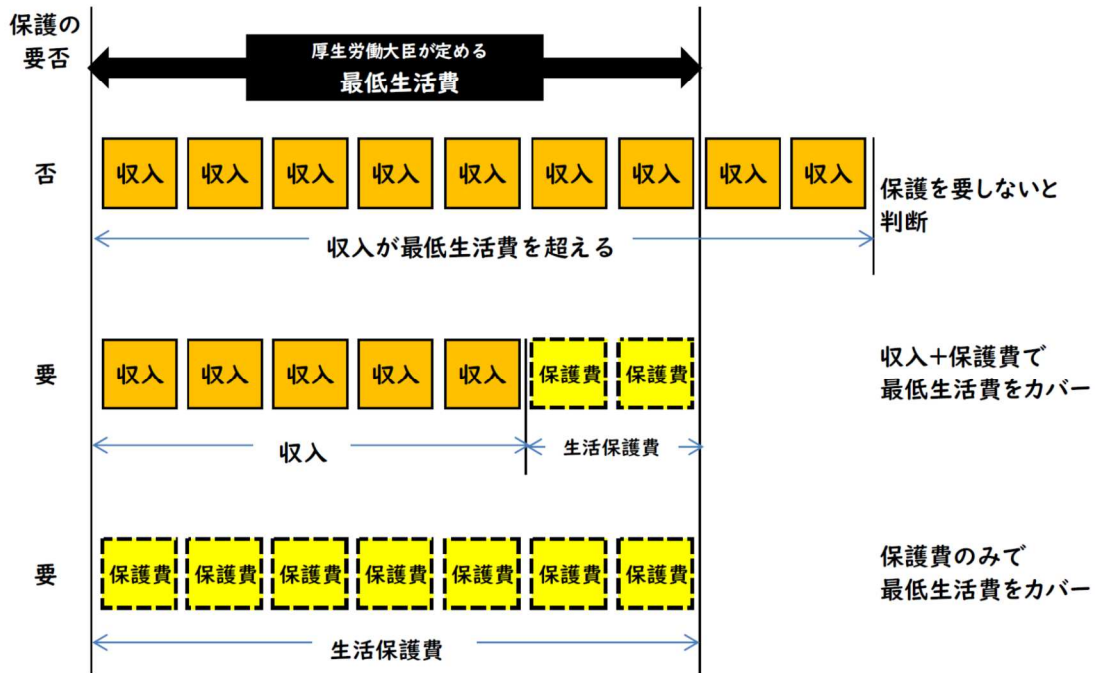 保護の
要否
厚生労働大臣が定める
最低生活費
否
収入 収入 収入 収入 収入 収入 収入 収入 収入
保護を要しないと
判断
収入が最低生活費を超える
要
収入 収入 収入 収入 収入 保護費 保護費
収入+保護費で
最低生活費をカバー
収入
生活保護費
要
保護費 保護費 保護費 保護費 保護費 保護費 保護費
保護費のみで
最低生活費をカバー
生活保護費